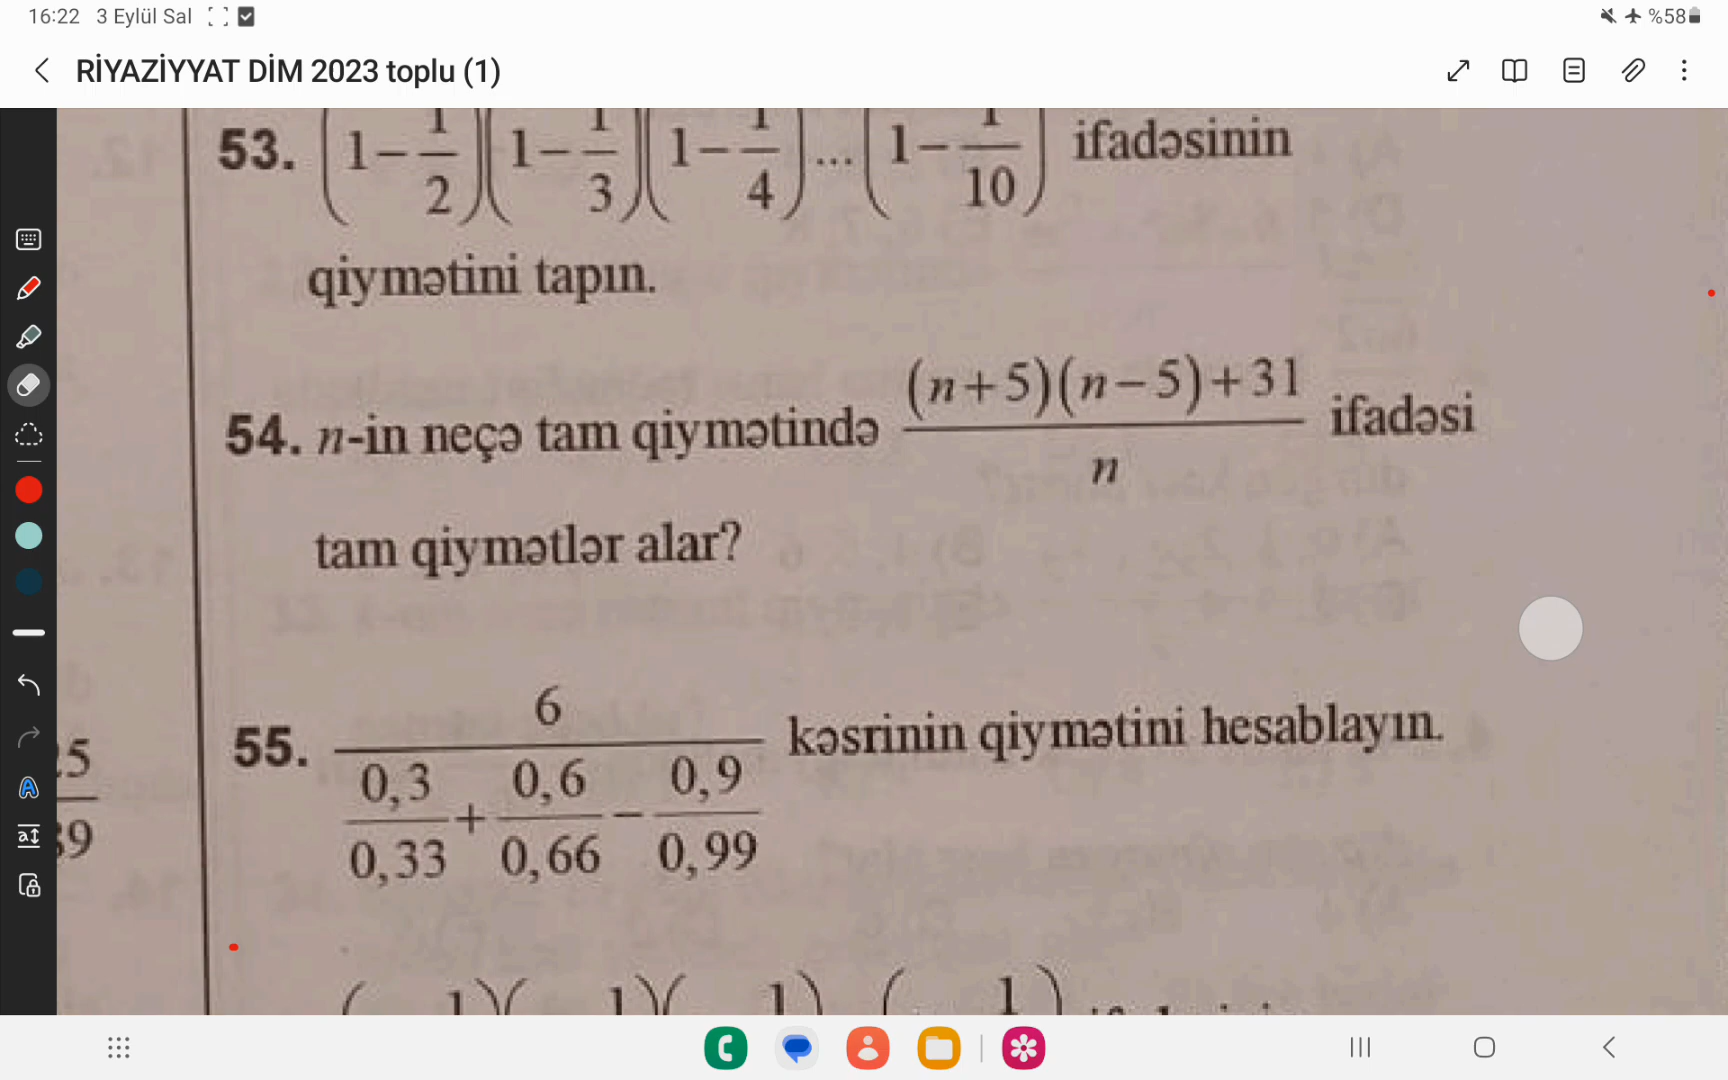 16:22 3 Eylül Sal %58
RİYAZİYYAT DİM 2023 toplu (1)
53. (1−1/2)(1−1/3)(1−1/4)...(1−1/10) ifadəsinin
qiymətini tapın.
54. n-in neçə tam qiymətində ((n+5)(n−5)+31)/n ifadəsi
tam qiymətlər alar?
55. 6/(0,3/0,33+0,6/0,66−0,9/0,99) kəsrinin qiymətini hesablayın.